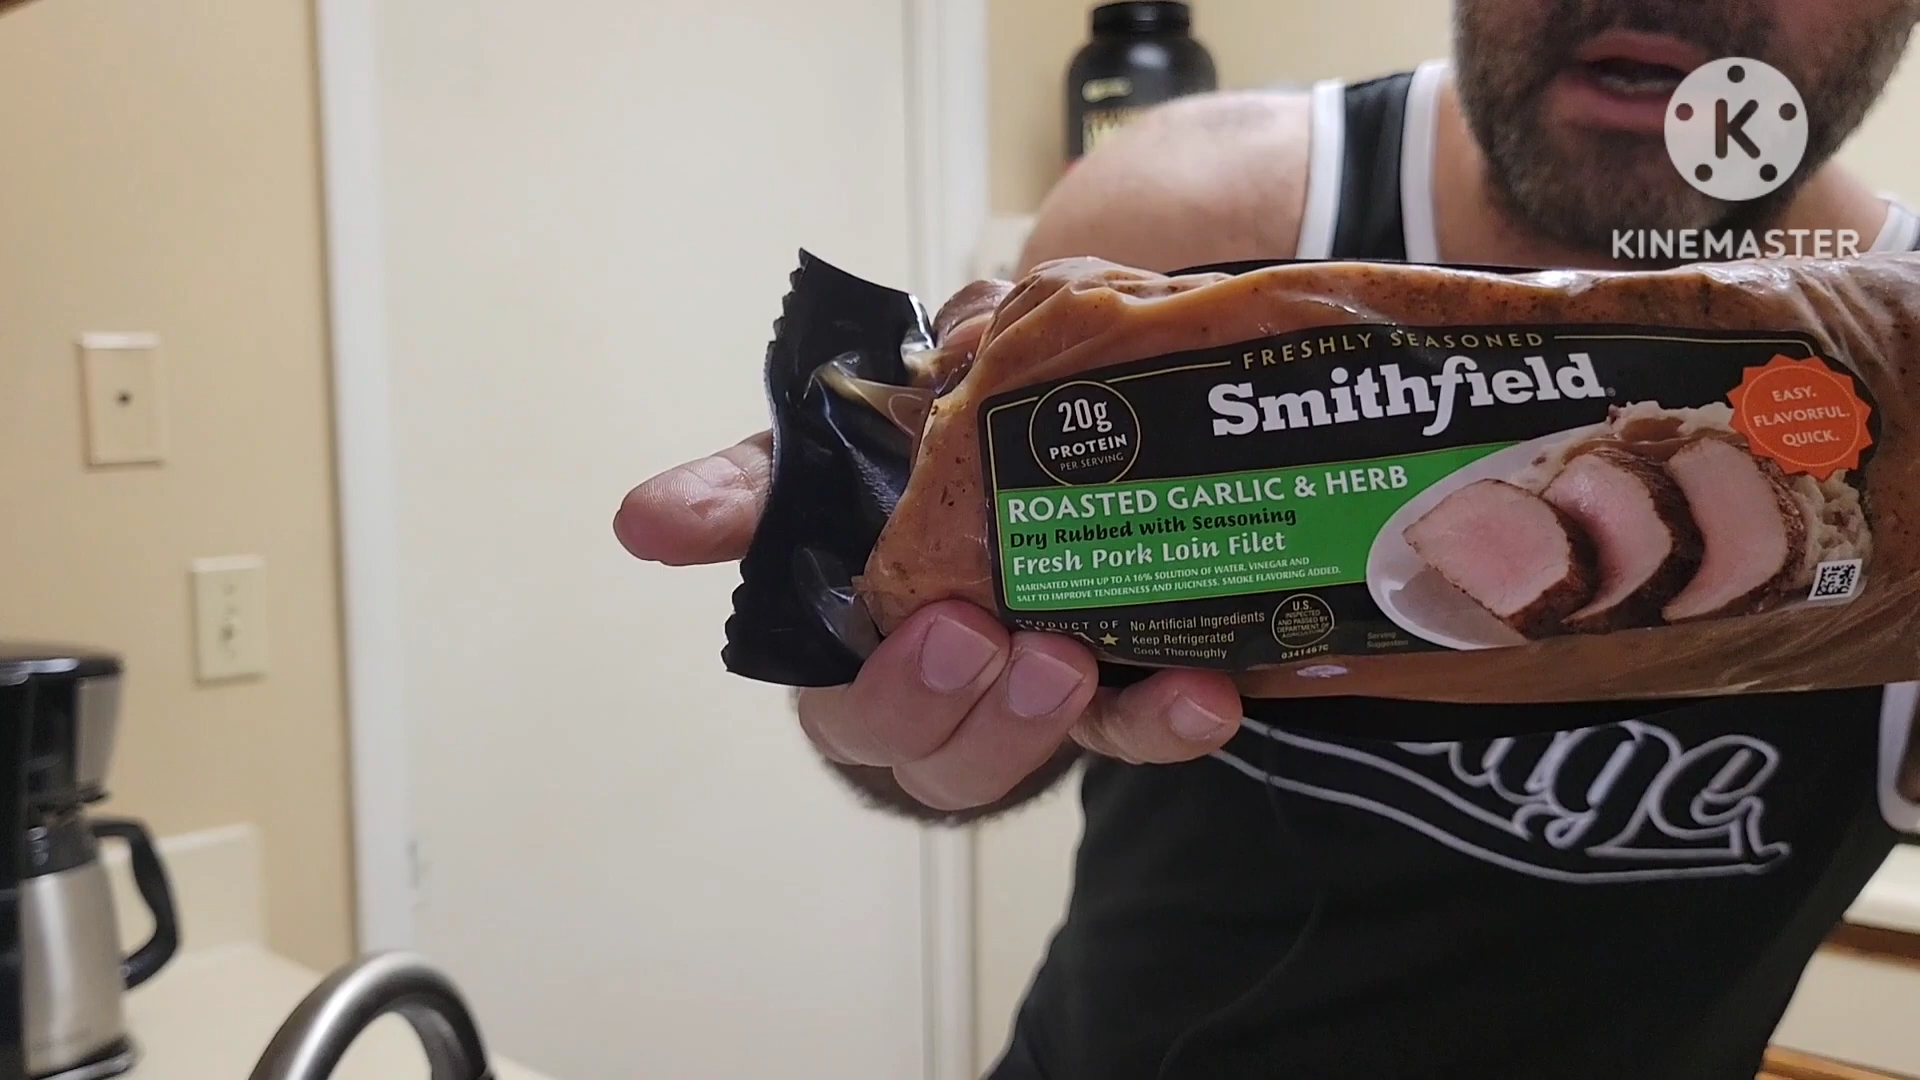 KINEMASTER
FRESHLY SEASONED
Smithfield
20g
PROTEIN
PER SERVING
EASY.
FLAVORFUL.
QUICK.
ROASTED GARLIC & HERB
Dry Rubbed with Seasoning
Fresh Pork Loin Filet
MARINATED WITH UP TO A 16% SOLUTION OF WATER, VINEGAR AND
SALT TO IMPROVE TENDERNESS AND JUICINESS. SMOKE FLAVORING ADDED.
PRODUCT OF
No Artificial Ingredients
Keep Refrigerated
Cook Thoroughly
U.S.
INSPECTED
AND PASSED BY
DEPARTMENT OF
AGRICULTURE
Serving
Suggestion